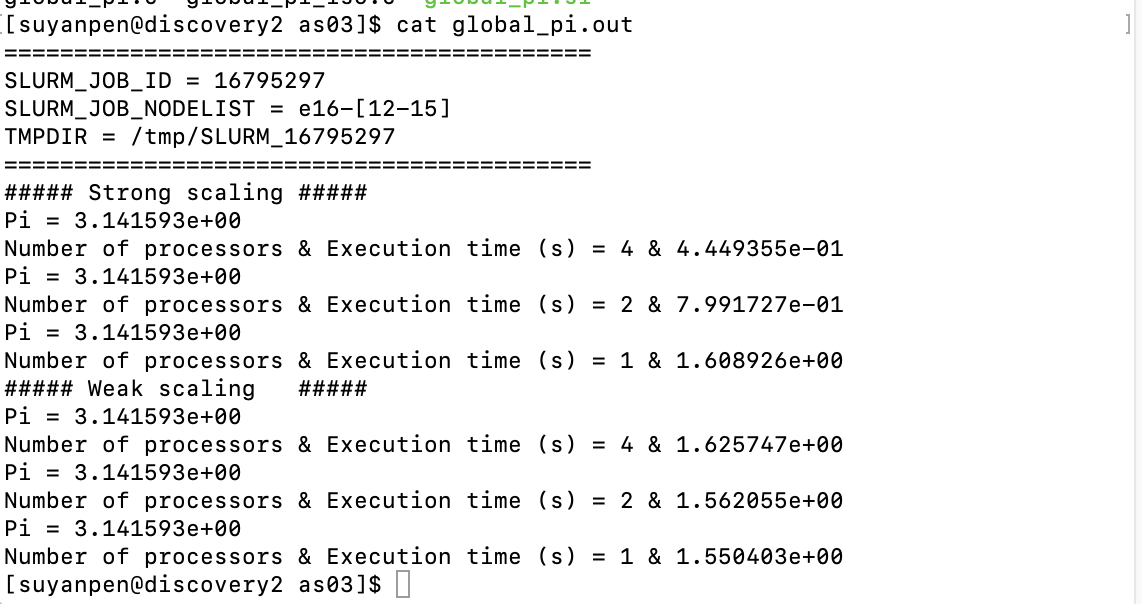 global_pi.c  global_pi_iso.c  global_pi.sl
[suyanpen@discovery2 as03]$ cat global_pi.out ]
==========================================
SLURM_JOB_ID = 16795297
SLURM_JOB_NODELIST = e16-[12-15]
TMPDIR = /tmp/SLURM_16795297
==========================================
##### Strong scaling #####
Pi = 3.141593e+00
Number of processors & Execution time (s) = 4 & 4.449355e-01
Pi = 3.141593e+00
Number of processors & Execution time (s) = 2 & 7.991727e-01
Pi = 3.141593e+00
Number of processors & Execution time (s) = 1 & 1.608926e+00
##### Weak scaling   #####
Pi = 3.141593e+00
Number of processors & Execution time (s) = 4 & 1.625747e+00
Pi = 3.141593e+00
Number of processors & Execution time (s) = 2 & 1.562055e+00
Pi = 3.141593e+00
Number of processors & Execution time (s) = 1 & 1.550403e+00
[suyanpen@discovery2 as03]$